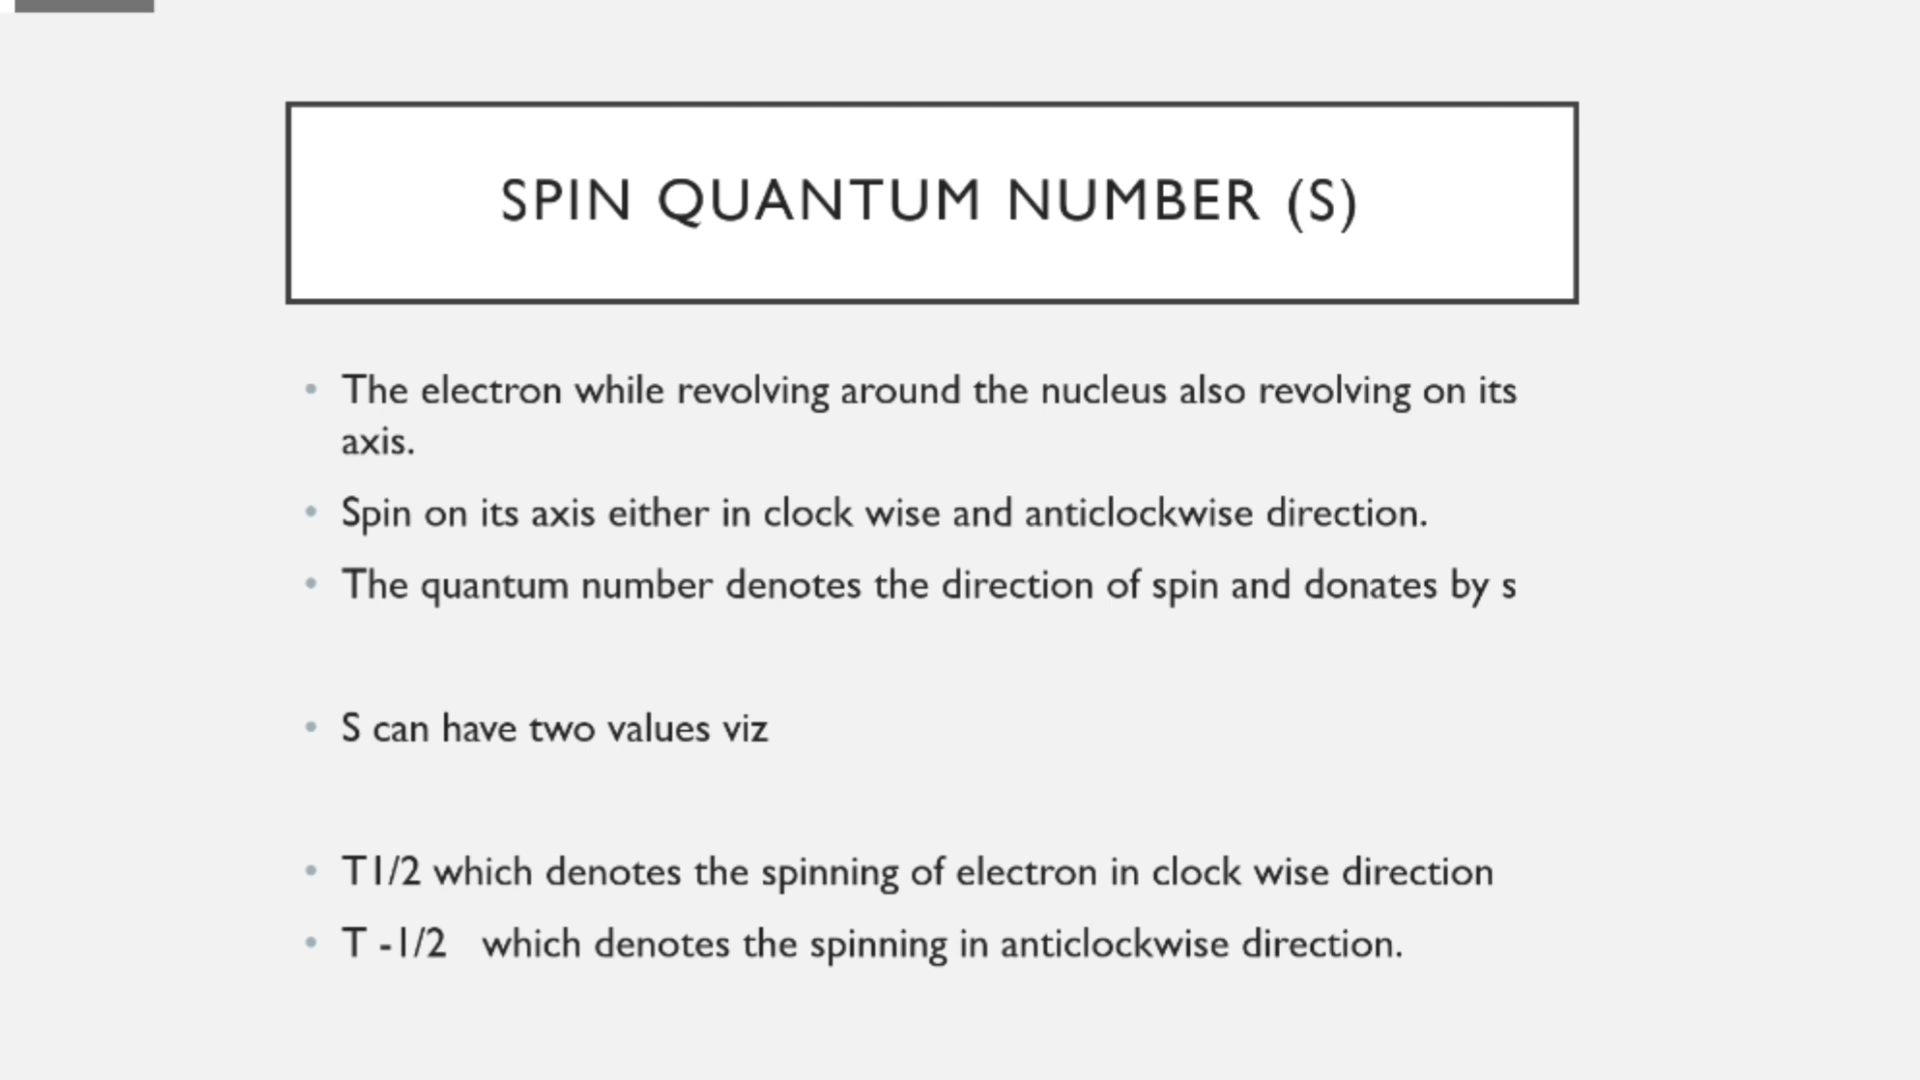 SPIN QUANTUM NUMBER (S)
• The electron while revolving around the nucleus also revolving on its
axis.
• Spin on its axis either in clock wise and anticlockwise direction.
• The quantum number denotes the direction of spin and donates by s
• S can have two values viz
• T1/2 which denotes the spinning of electron in clock wise direction
• T -1/2 which denotes the spinning in anticlockwise direction.